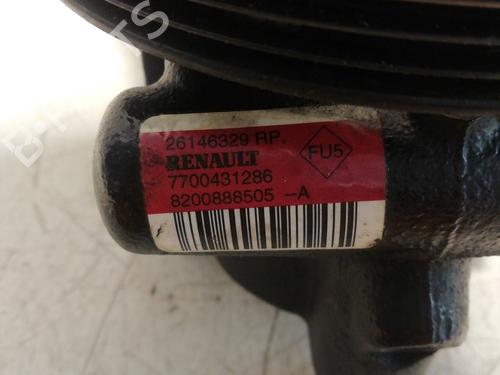 26146329 RP.
RENAULT
FU5
7700431286
8200888505 --A